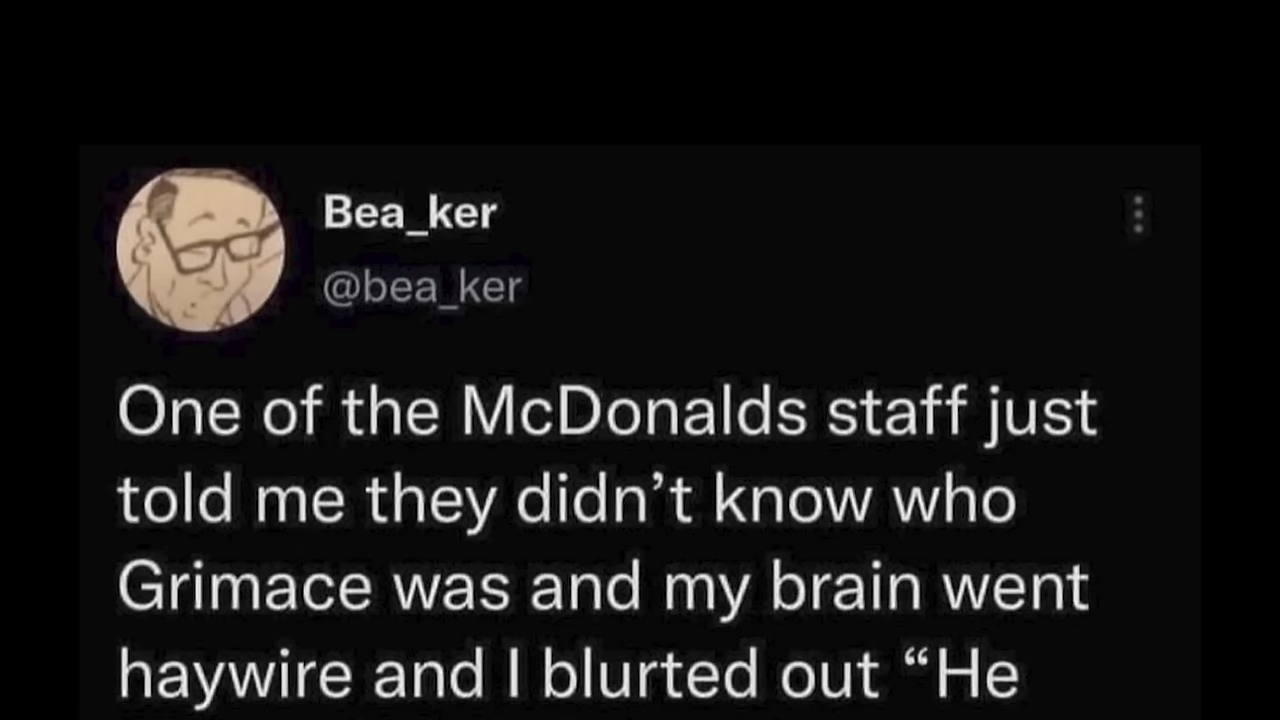 Bea_ker
@bea_ker
One of the McDonalds staff just
told me they didn’t know who
Grimace was and my brain went
haywire and I blurted out “He